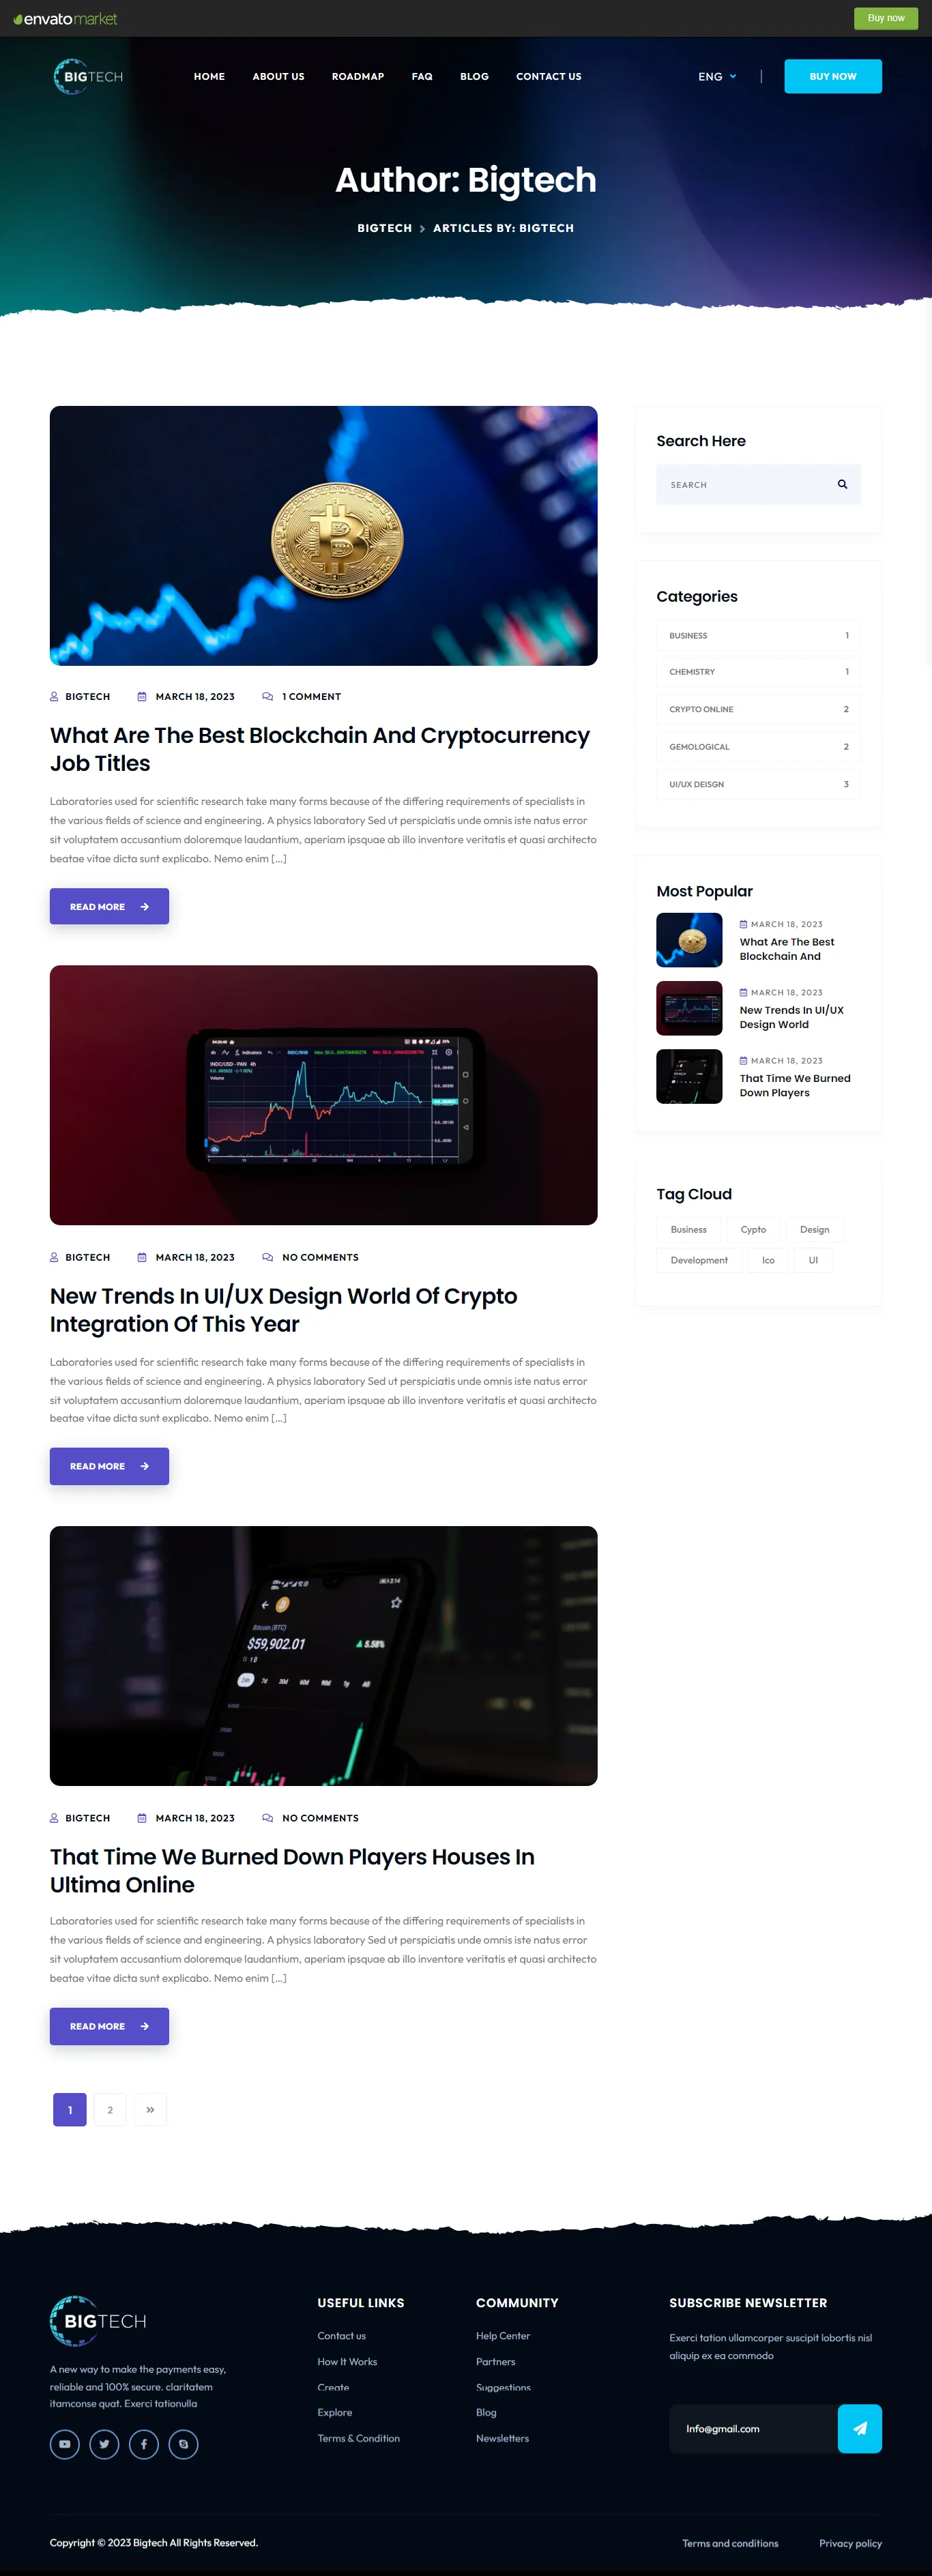 envatomarket
Buy now
BIGTECH
HOME
ABOUT US
ROADMAP
FAQ
BLOG
CONTACT US
ENG
BUY NOW
Author: Bigtech
BIGTECH
ARTICLES BY: BIGTECH
BIGTECH
MARCH 18, 2023
1 COMMENT
What Are The Best Blockchain And Cryptocurrency
Job Titles
Laboratories used for scientific research take many forms because of the differing requirements of specialists in
the various fields of science and engineering. A physics laboratory Sed ut perspiciatis unde omnis iste natus error
sit voluptatem accusantium doloremque laudantium, aperiam ipsquae ab illo inventore veritatis et quasi architecto
beatae vitae dicta sunt explicabo. Nemo enim [...]
READ MORE
Indicators
Volume
BIGTECH
MARCH 18, 2023
NO COMMENTS
New Trends In UI/UX Design World Of Crypto
Integration Of This Year
Laboratories used for scientific research take many forms because of the differing requirements of specialists in
the various fields of science and engineering. A physics laboratory Sed ut perspiciatis unde omnis iste natus error
sit voluptatem accusantium doloremque laudantium, aperiam ipsquae ab illo inventore veritatis et quasi architecto
beatae vitae dicta sunt explicabo. Nemo enim [...]
READ MORE
Bitcoin (BTC)
$59,902.01
5.58%
24h 7d 30d 60d 90d 1y All
BIGTECH
MARCH 18, 2023
NO COMMENTS
That Time We Burned Down Players Houses In
Ultima Online
Laboratories used for scientific research take many forms because of the differing requirements of specialists in
the various fields of science and engineering. A physics laboratory Sed ut perspiciatis unde omnis iste natus error
sit voluptatem accusantium doloremque laudantium, aperiam ipsquae ab illo inventore veritatis et quasi architecto
beatae vitae dicta sunt explicabo. Nemo enim [...]
READ MORE
1
2
Search Here
SEARCH
Categories
BUSINESS 1
CHEMISTRY 1
CRYPTO ONLINE 2
GEMOLOGICAL 2
UI/UX DEISGN 3
Most Popular
MARCH 18, 2023
What Are The Best
Blockchain And
MARCH 18, 2023
New Trends In UI/UX
Design World
MARCH 18, 2023
That Time We Burned
Down Players
Tag Cloud
Business
Cypto
Design
Development
Ico
UI
BIGTECH
A new way to make the payments easy,
reliable and 100% secure. claritatem
itamconse quat. Exerci tationulla
USEFUL LINKS
Contact us
How It Works
Create
Explore
Terms & Condition
COMMUNITY
Help Center
Partners
Suggestions
Blog
Newsletters
SUBSCRIBE NEWSLETTER
Exerci tation ullamcorper suscipit lobortis nisl
aliquip ex ea commodo
Info@gmail.com
Copyright © 2023 Bigtech All Rights Reserved.
Terms and conditions
Privacy policy